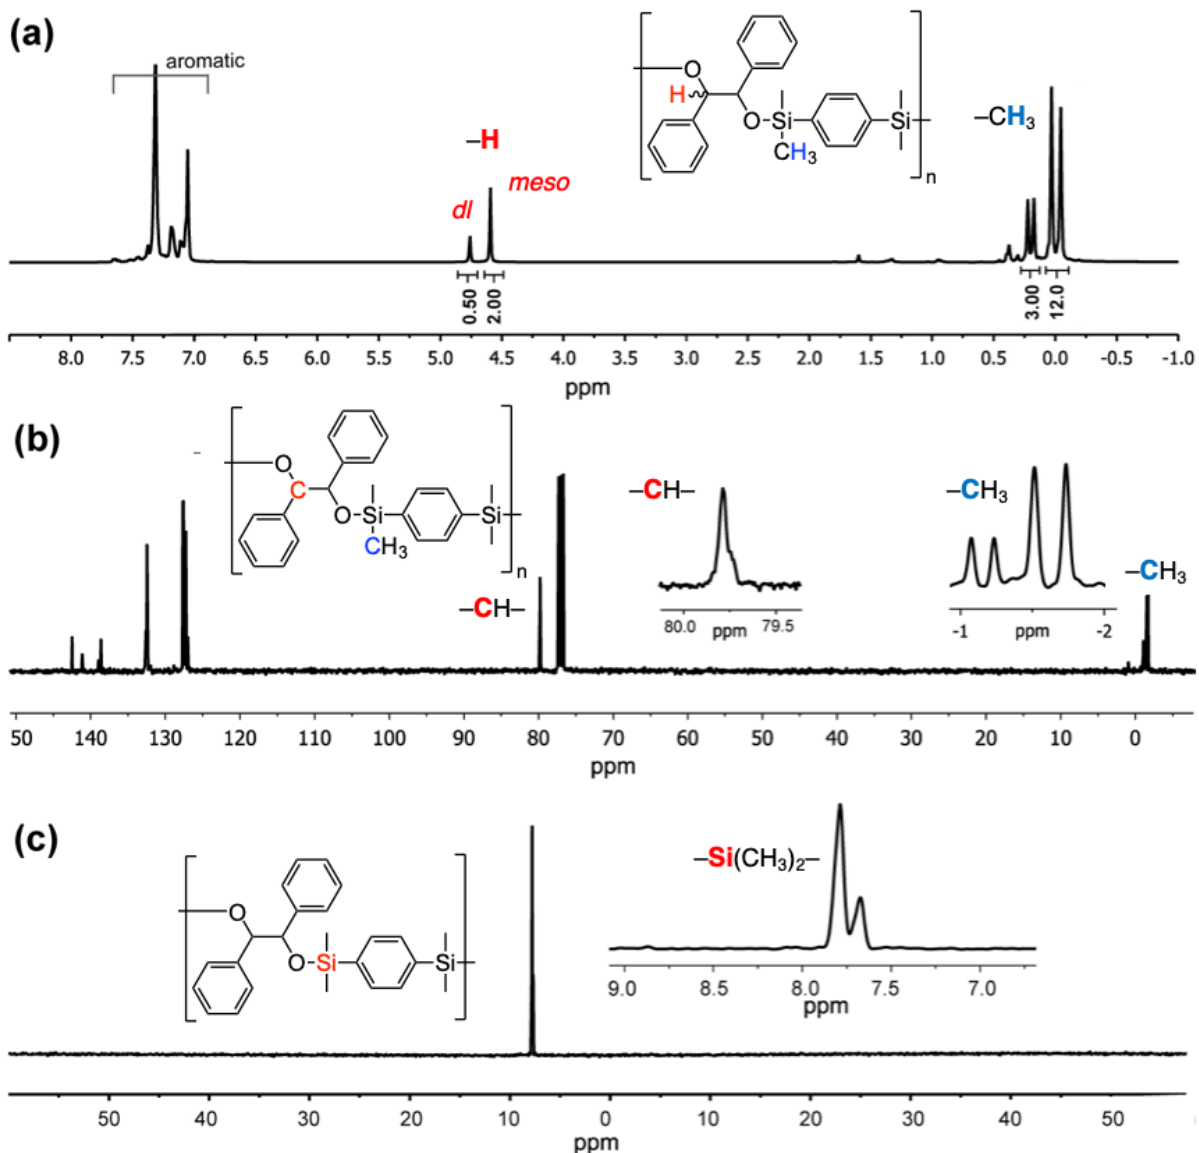 (a)
aromatic
–H
dl
meso
O
H
O
Si
CH3
Si
n
–CH3
0.50
2.00
3.00
12.0
8.0 7.5 7.0 6.5 6.0 5.5 5.0 4.5 4.0 3.5 3.0 2.5 2.0 1.5 1.0 0.5 0.0 -0.5 -1.0
ppm
(b)
O
C
O
Si
CH3
Si
n
–CH–
–CH–
80.0 ppm 79.5
–CH3
-1 ppm -2
–CH3
50 140 130 120 110 100 90 80 70 60 50 40 30 20 10 0
ppm
(c)
O
O
Si
Si
–Si(CH3)2–
9.0 8.5 8.0 7.5 7.0
ppm
50 40 30 20 10 0 10 20 30 40 50
ppm